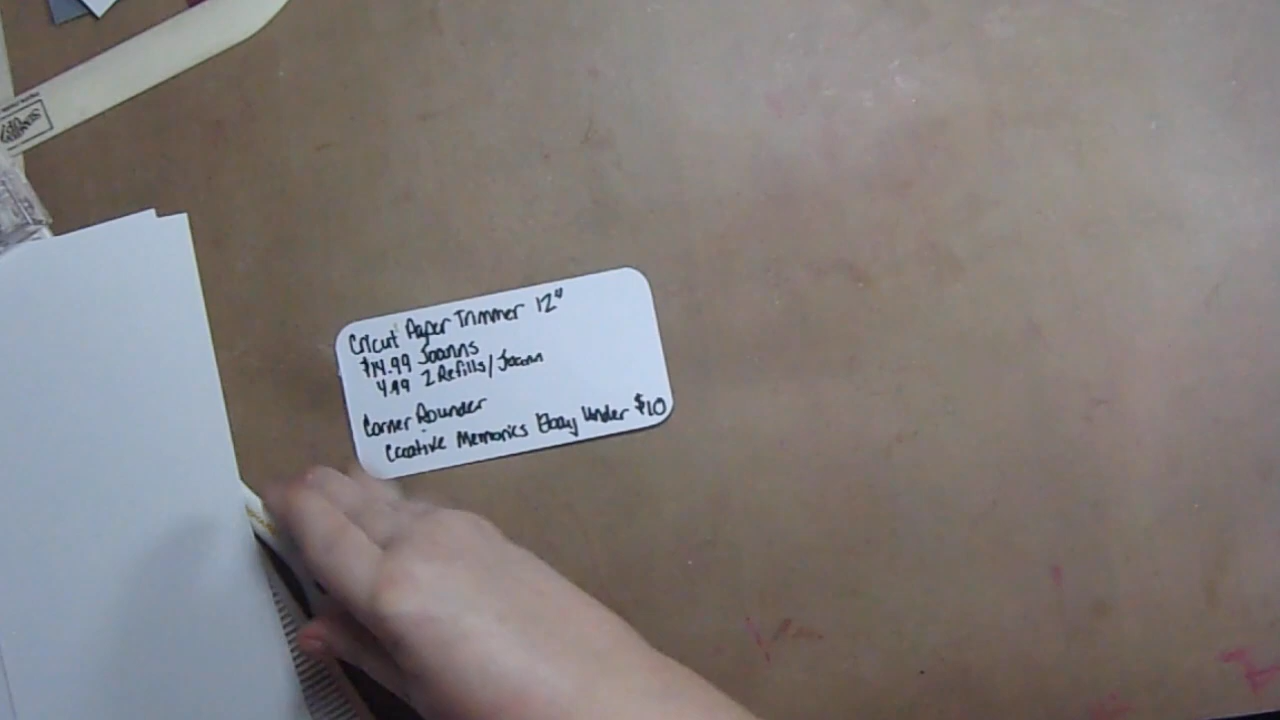 Cricut Paper Trimmer 12"
$14.99 Joanns
4.99 2 Refills/Joann
Corner Rounder
Creative Memories Ebay Under $10